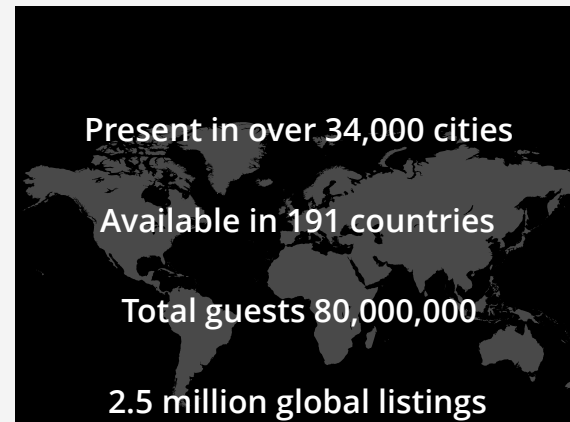 Present in over 34,000 cities
Available in 191 countries
Total guests 80,000,000
2.5 million global listings